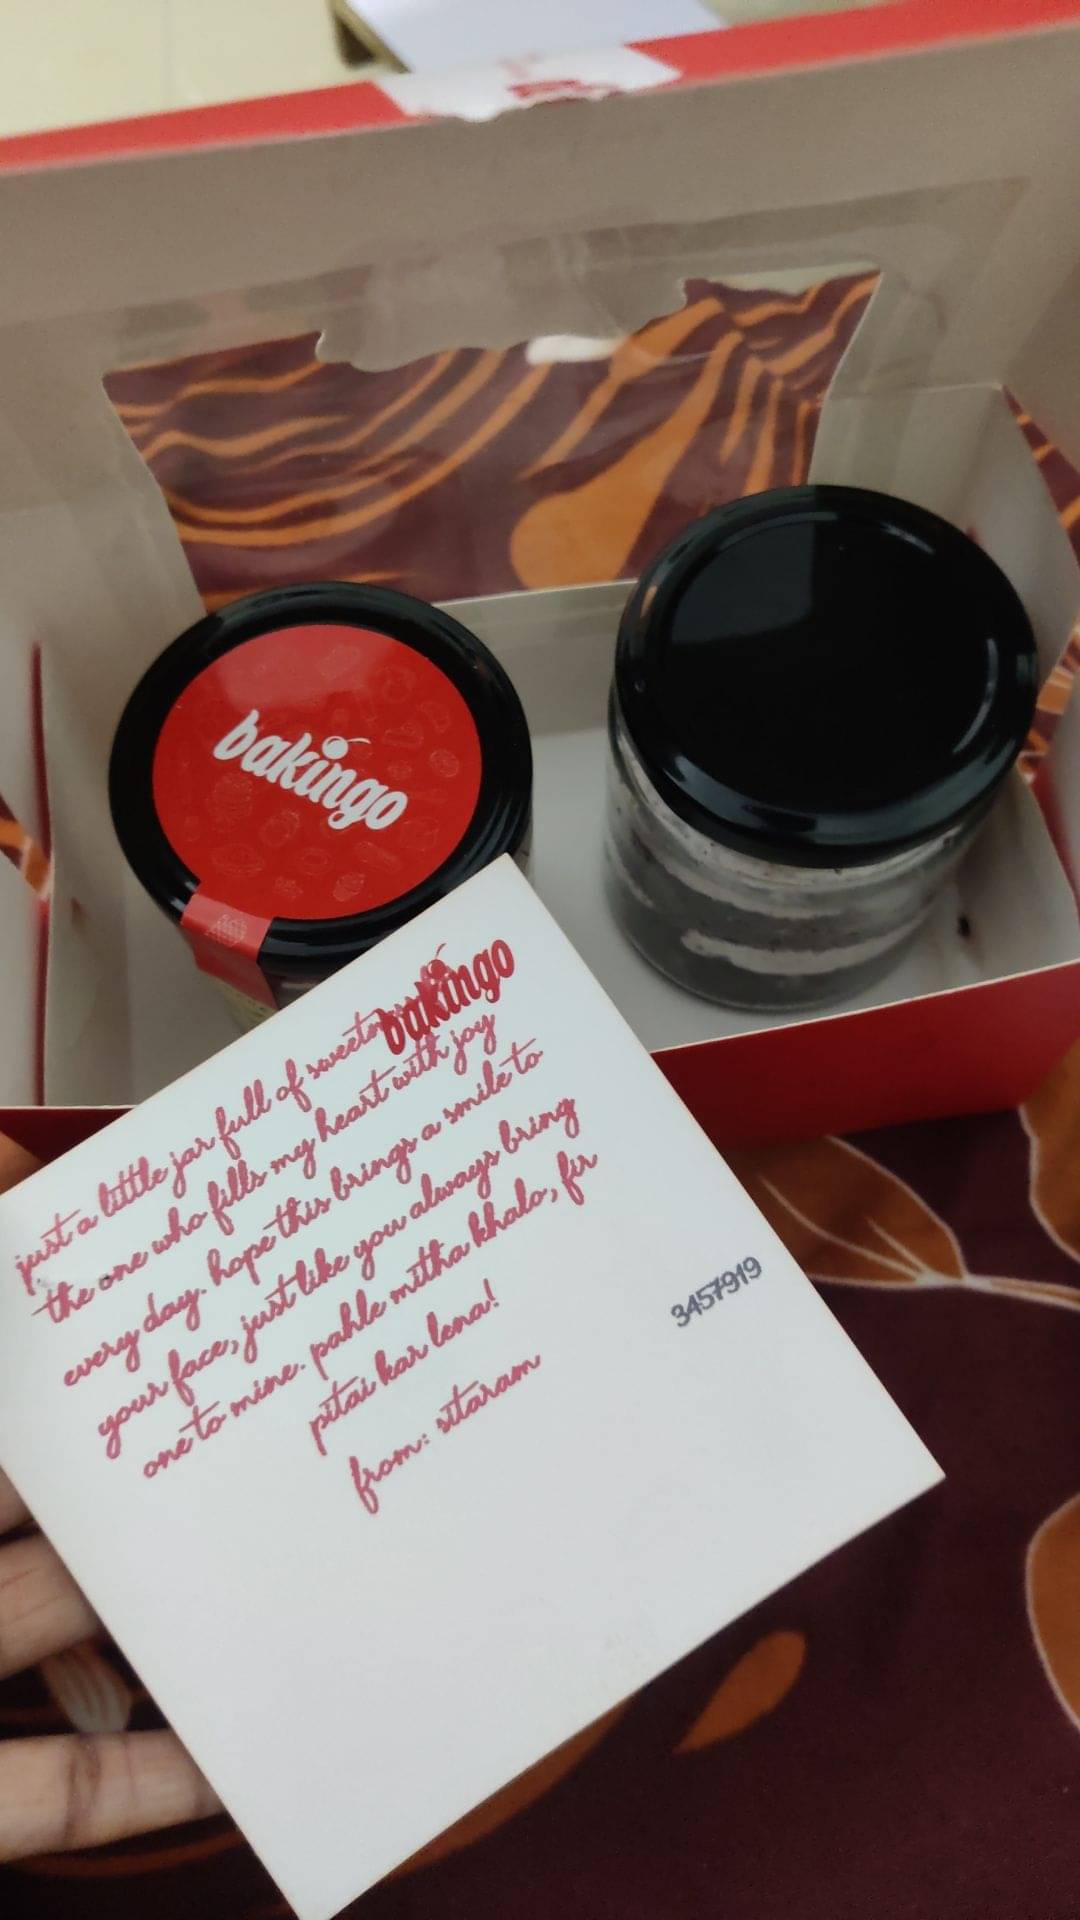 bakingo
bakingo
just a little jar full of
the one who fills my heart with joy
every day. hope this brings a smile to
your face, just like you always bring
one to mine. pahle mitha khalo, fir
pitai kar lena!
from: sitaram
3457919